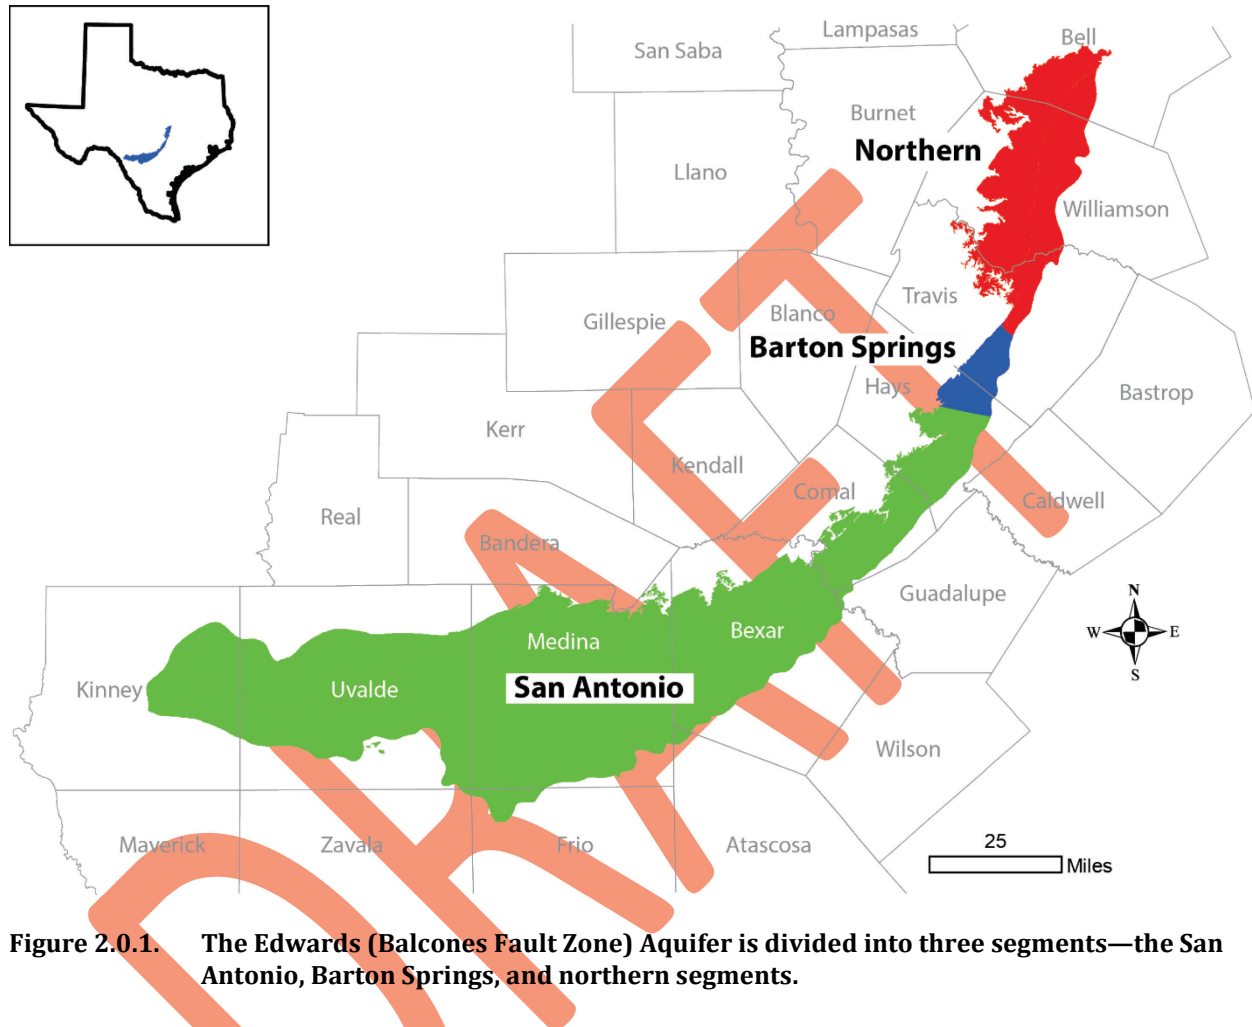 Lampasas
Bell
San Saba
Burnet
Northern
Llano
Williamson
Travis
Blanco
Gillespie
Barton Springs
Hays
Bastrop
Kerr
Kendall
Comal
Caldwell
Real
Bandera
Guadalupe
N
W E
S
Medina
Bexar
Kinney
Uvalde
San Antonio
Wilson
25
Miles
Maverick
Zavala
Frio
Atascosa
DRAFT
Figure 2.0.1. The Edwards (Balcones Fault Zone) Aquifer is divided into three segments—the San
Antonio, Barton Springs, and northern segments.